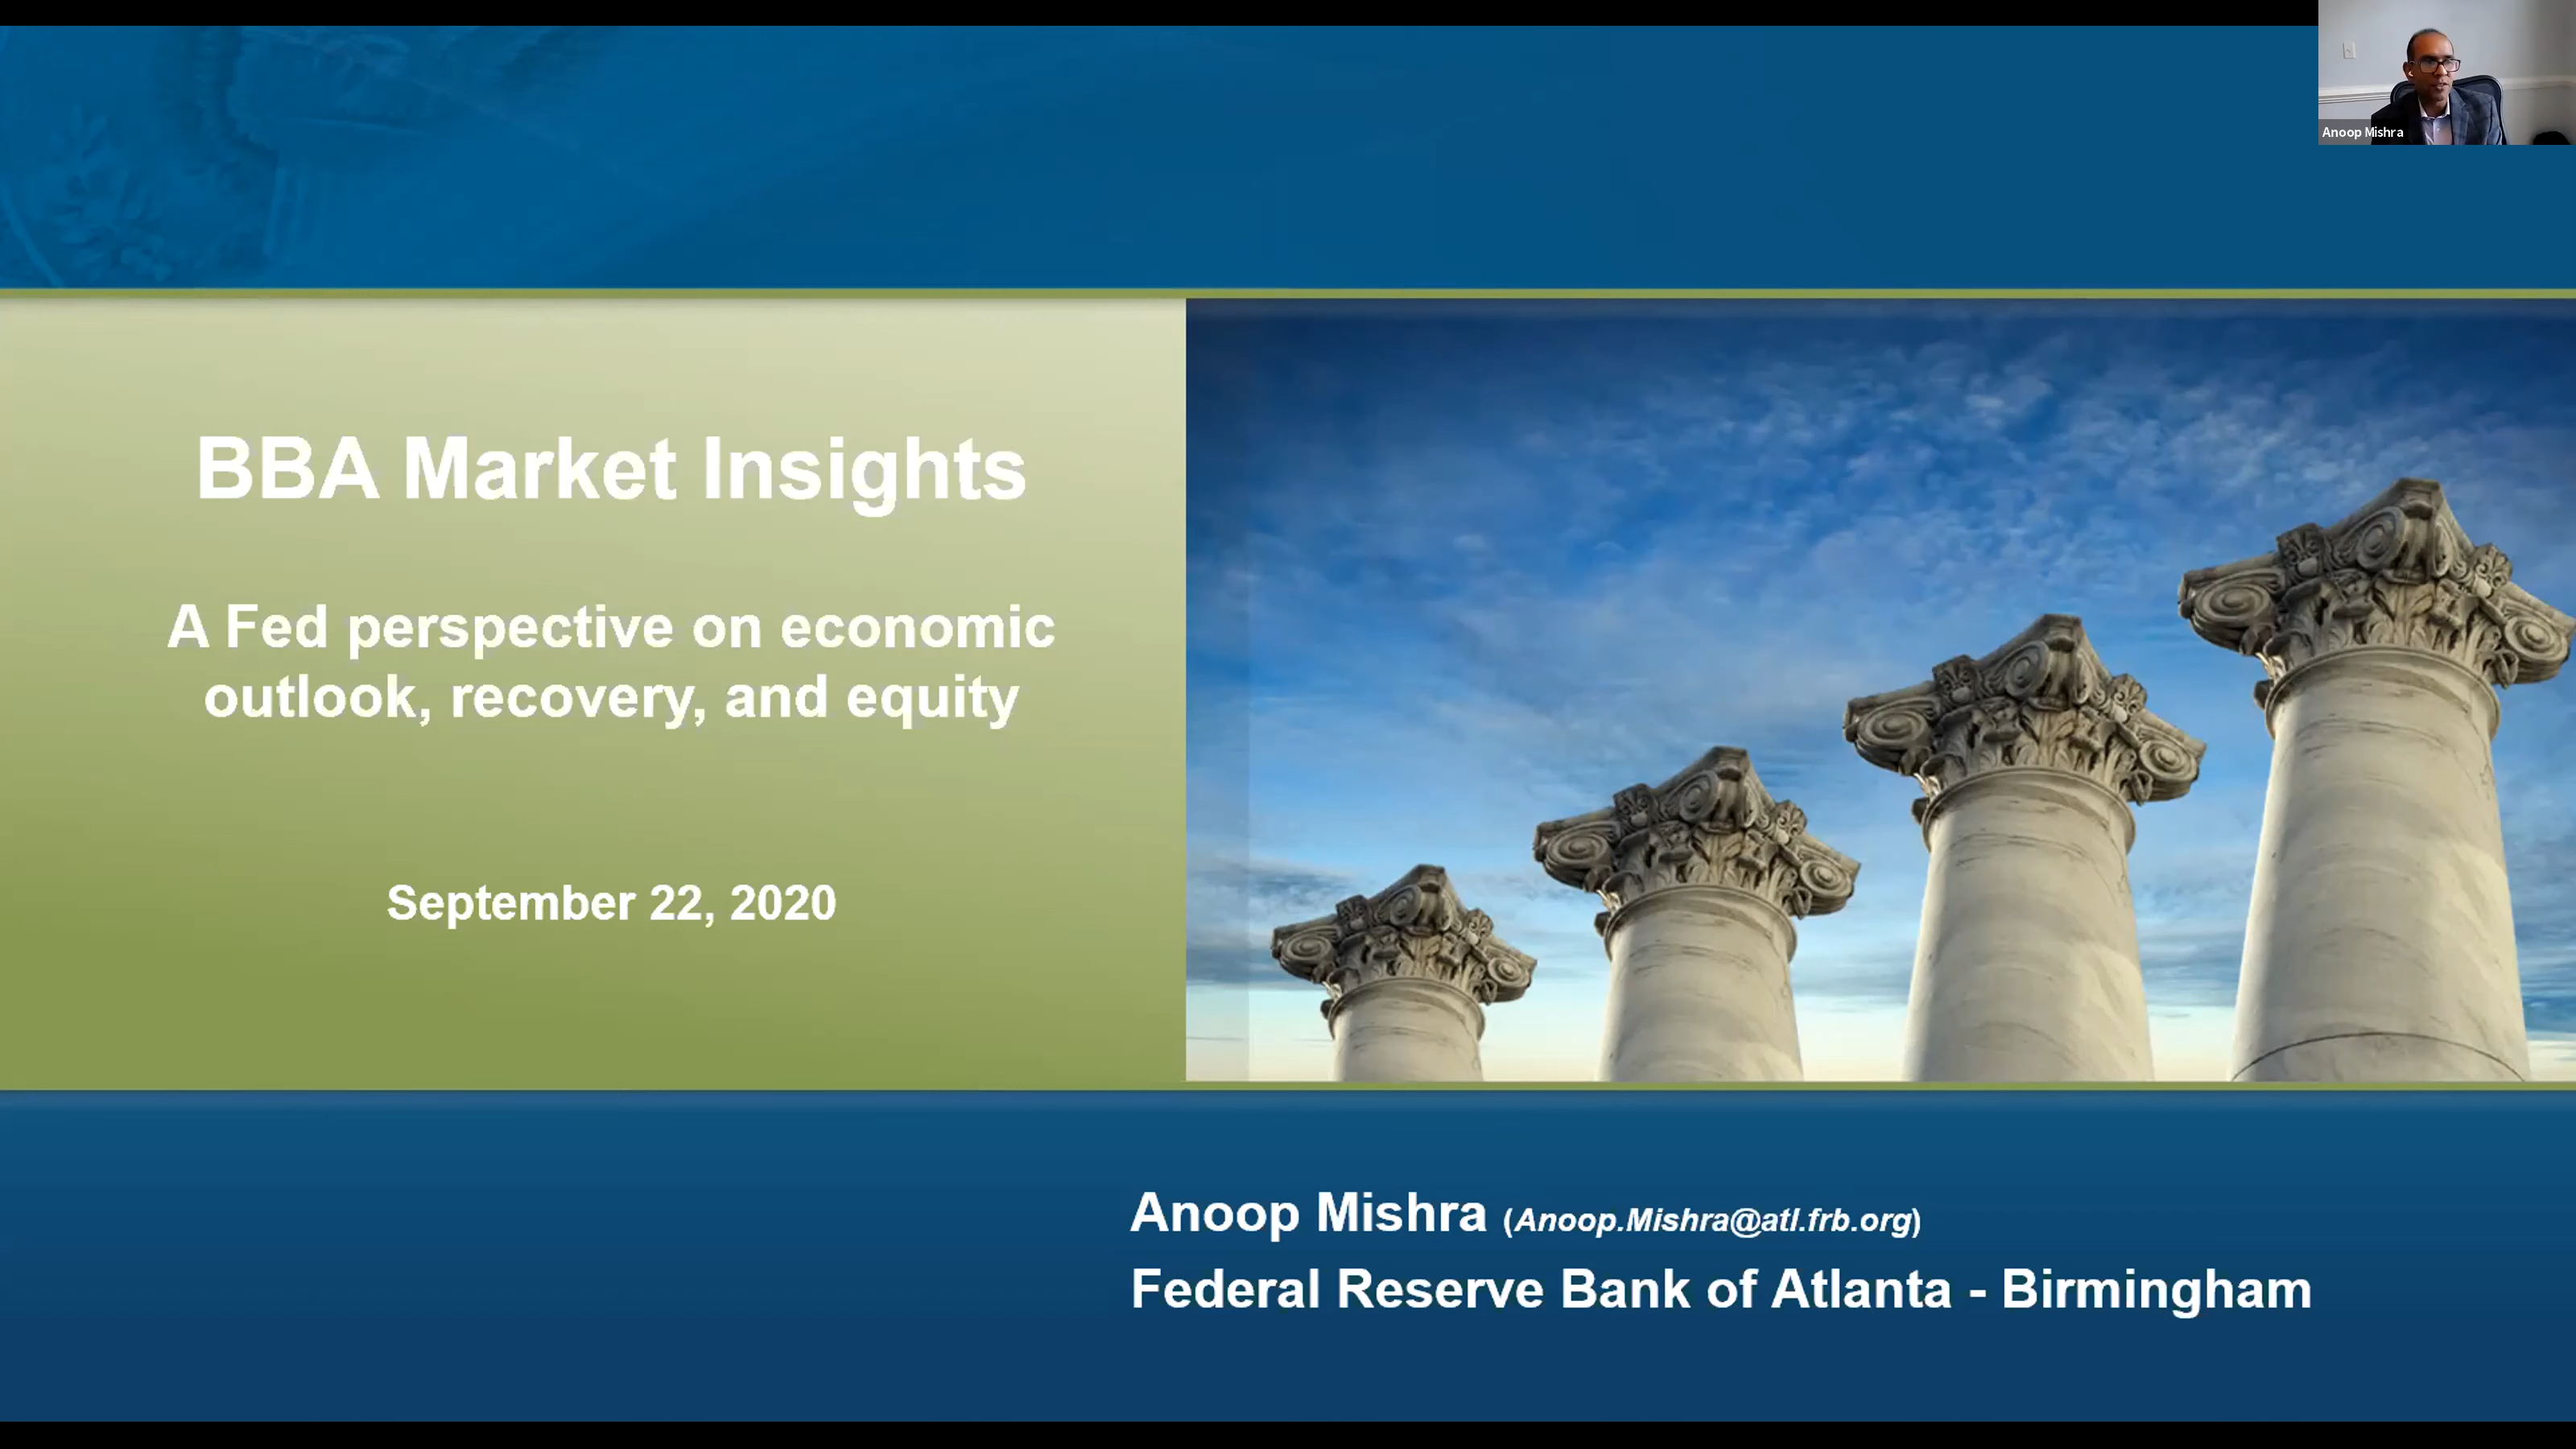 Anoop Mishra
BBA Market Insights
A Fed perspective on economic
outlook, recovery, and equity
September 22, 2020
Anoop Mishra (Anoop.Mishra@atl.frb.org)
Federal Reserve Bank of Atlanta - Birmingham